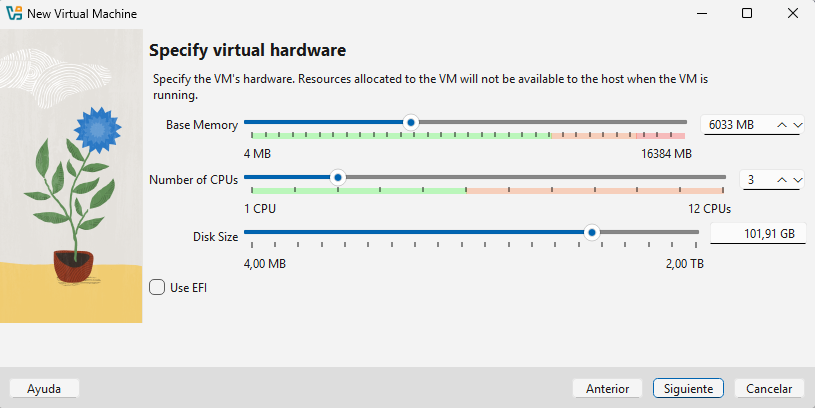 New Virtual Machine
Specify virtual hardware
Specify the VM's hardware. Resources allocated to the VM will not be available to the host when the VM is
running.
Base Memory
6033 MB
4 MB
16384 MB
Number of CPUs
3
1 CPU
12 CPUs
Disk Size
101,91 GB
4,00 MB
2,00 TB
Use EFI
Ayuda
Anterior
Siguiente
Cancelar